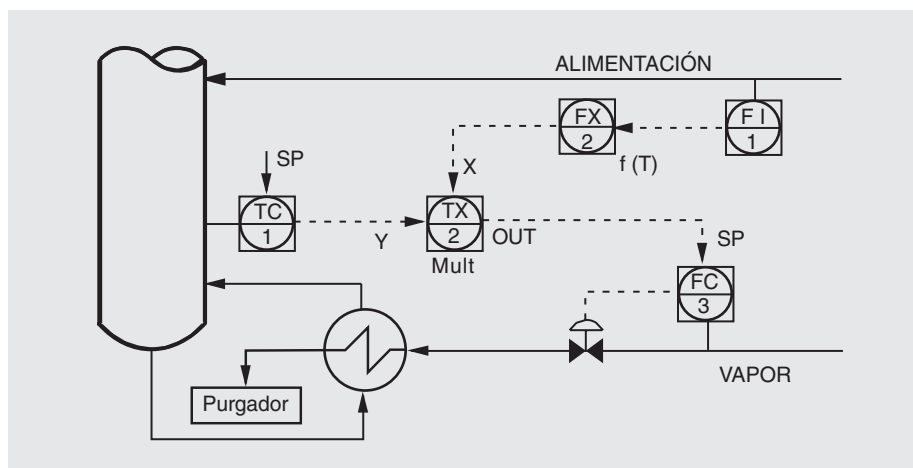 ALIMENTACIÓN
FX
2
F I
1
f (T)
SP
X
TC
1
TX
2
Y
OUT
Mult
SP
FC
3
VAPOR
Purgador